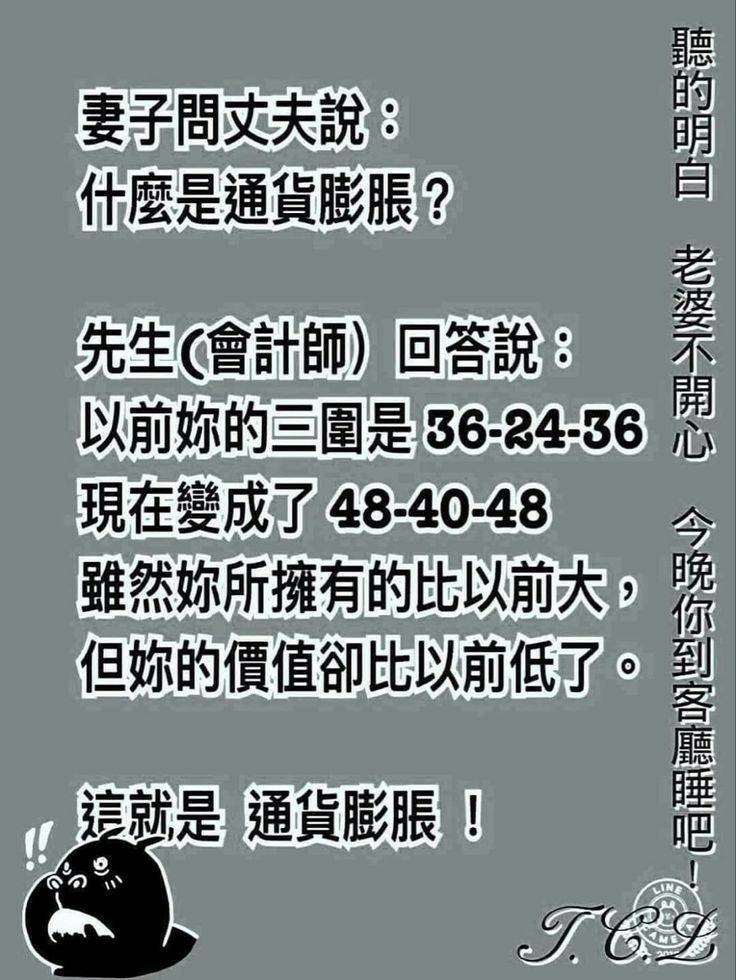 妻子問丈夫說：
什麼是通貨膨脹？
先生(會計師）回答說：
以前妳的三圍是 36-24-36
現在變成了 48-40-48
雖然妳所擁有的比以前大，
但妳的價值卻比以前低了。
這就是 通貨膨脹 ！
!!
聽的明白 老婆不開心 今晚你到客廳睡吧！
T.C.L
LINE
CAMERA